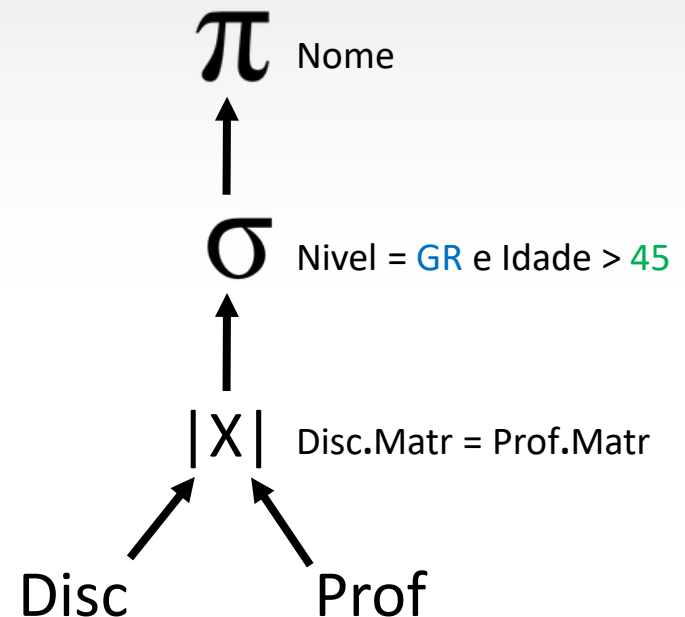 π Nome
σ Nivel = GR e Idade > 45
|X| Disc.Matr = Prof.Matr
Disc Prof